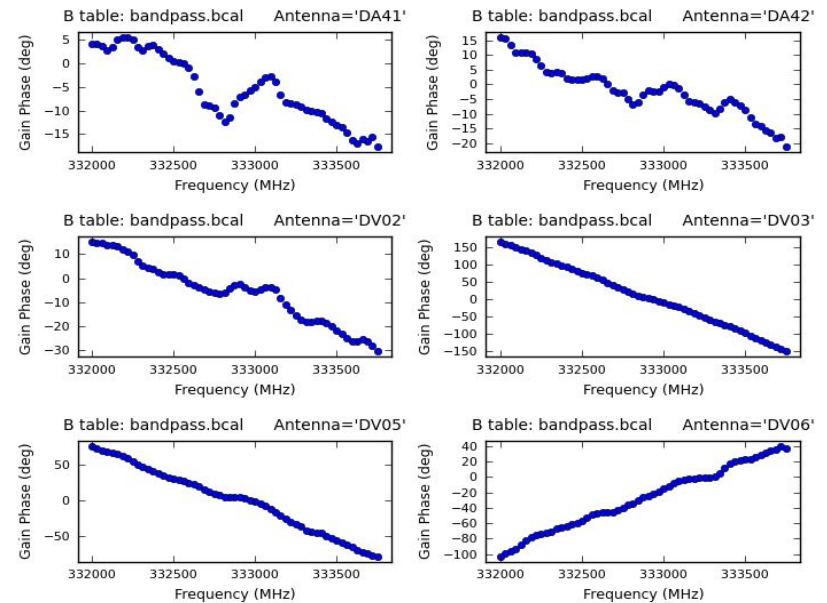 B table: bandpass.bcal Antenna='DA41'
Gain Phase (deg)
5
0
−5
−10
−15
332000 332500 333000 333500
Frequency (MHz)
B table: bandpass.bcal Antenna='DA42'
Gain Phase (deg)
15
10
5
0
−5
−10
−15
−20
332000 332500 333000 333500
Frequency (MHz)
B table: bandpass.bcal Antenna='DV02'
Gain Phase (deg)
10
0
−10
−20
−30
332000 332500 333000 333500
Frequency (MHz)
B table: bandpass.bcal Antenna='DV03'
Gain Phase (deg)
150
100
50
0
−50
−100
−150
332000 332500 333000 333500
Frequency (MHz)
B table: bandpass.bcal Antenna='DV05'
Gain Phase (deg)
50
0
−50
332000 332500 333000 333500
Frequency (MHz)
B table: bandpass.bcal Antenna='DV06'
Gain Phase (deg)
40
20
0
−20
−40
−60
−80
−100
332000 332500 333000 333500
Frequency (MHz)